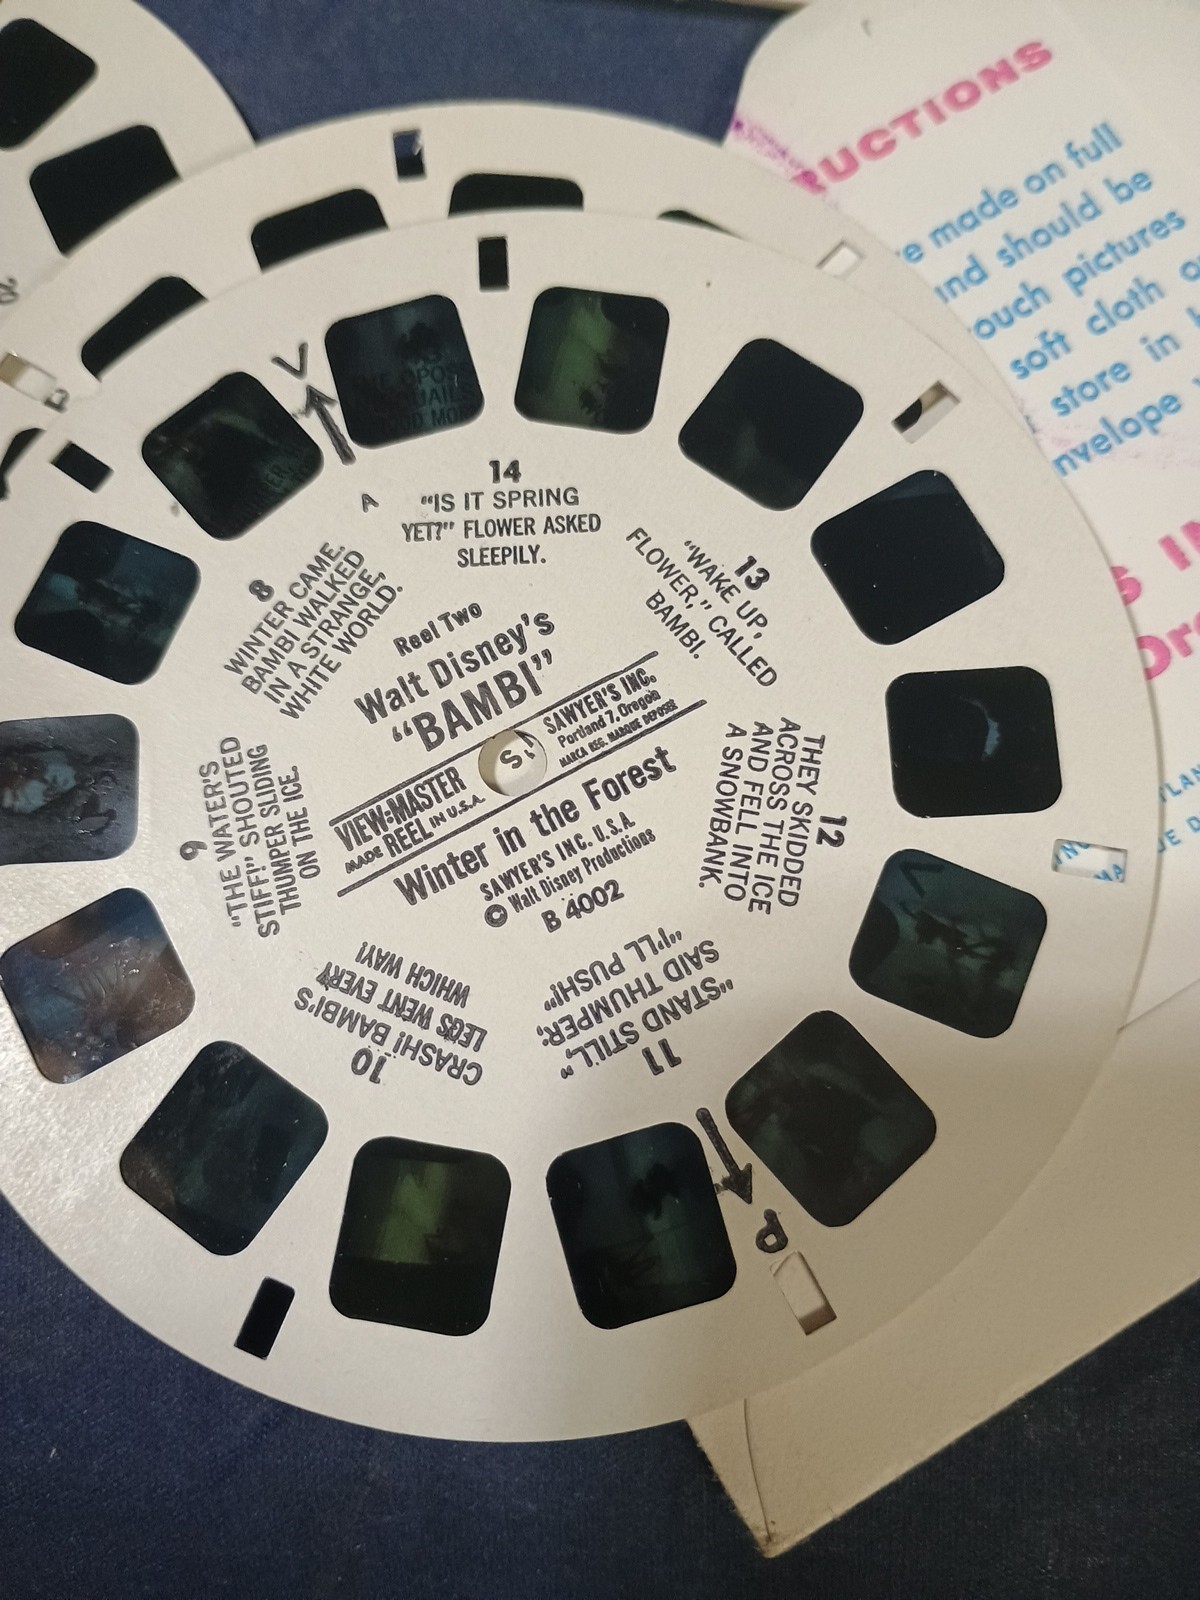 Reel Two
Walt Disney's
"BAMBI"
VIEW-MASTER
MADE REEL IN U.S.A.
SAWYER'S INC.
Portland 7, Oregon
MARCA REG. MARQUE DEPOSEE
Winter in the Forest
SAWYER'S INC. U.S.A.
© Walt Disney Productions
B 4002
8
WINTER CAME.
BAMBI WALKED
IN A STRANGE,
WHITE WORLD.
9
"THE WATER'S
STIFF!" SHOUTED
THUMPER SLIDING
ON THE ICE.
10
CRASH! BAMBI'S
LEGS WENT EVERY
WHICH WAY!
11
"STAND STILL,"
SAID THUMPER,
"I'LL PUSH!"
12
THEY SKIDDED
ACROSS THE ICE
AND FELL INTO
A SNOWBANK.
13
"WAKE UP,
FLOWER," CALLED
BAMBI.
14
"IS IT SPRING
YET?" FLOWER ASKED
SLEEPILY.
A
V
P
RUCTIONS
e made on full
and should be
ouch pictures
soft cloth o
store in
nvelope